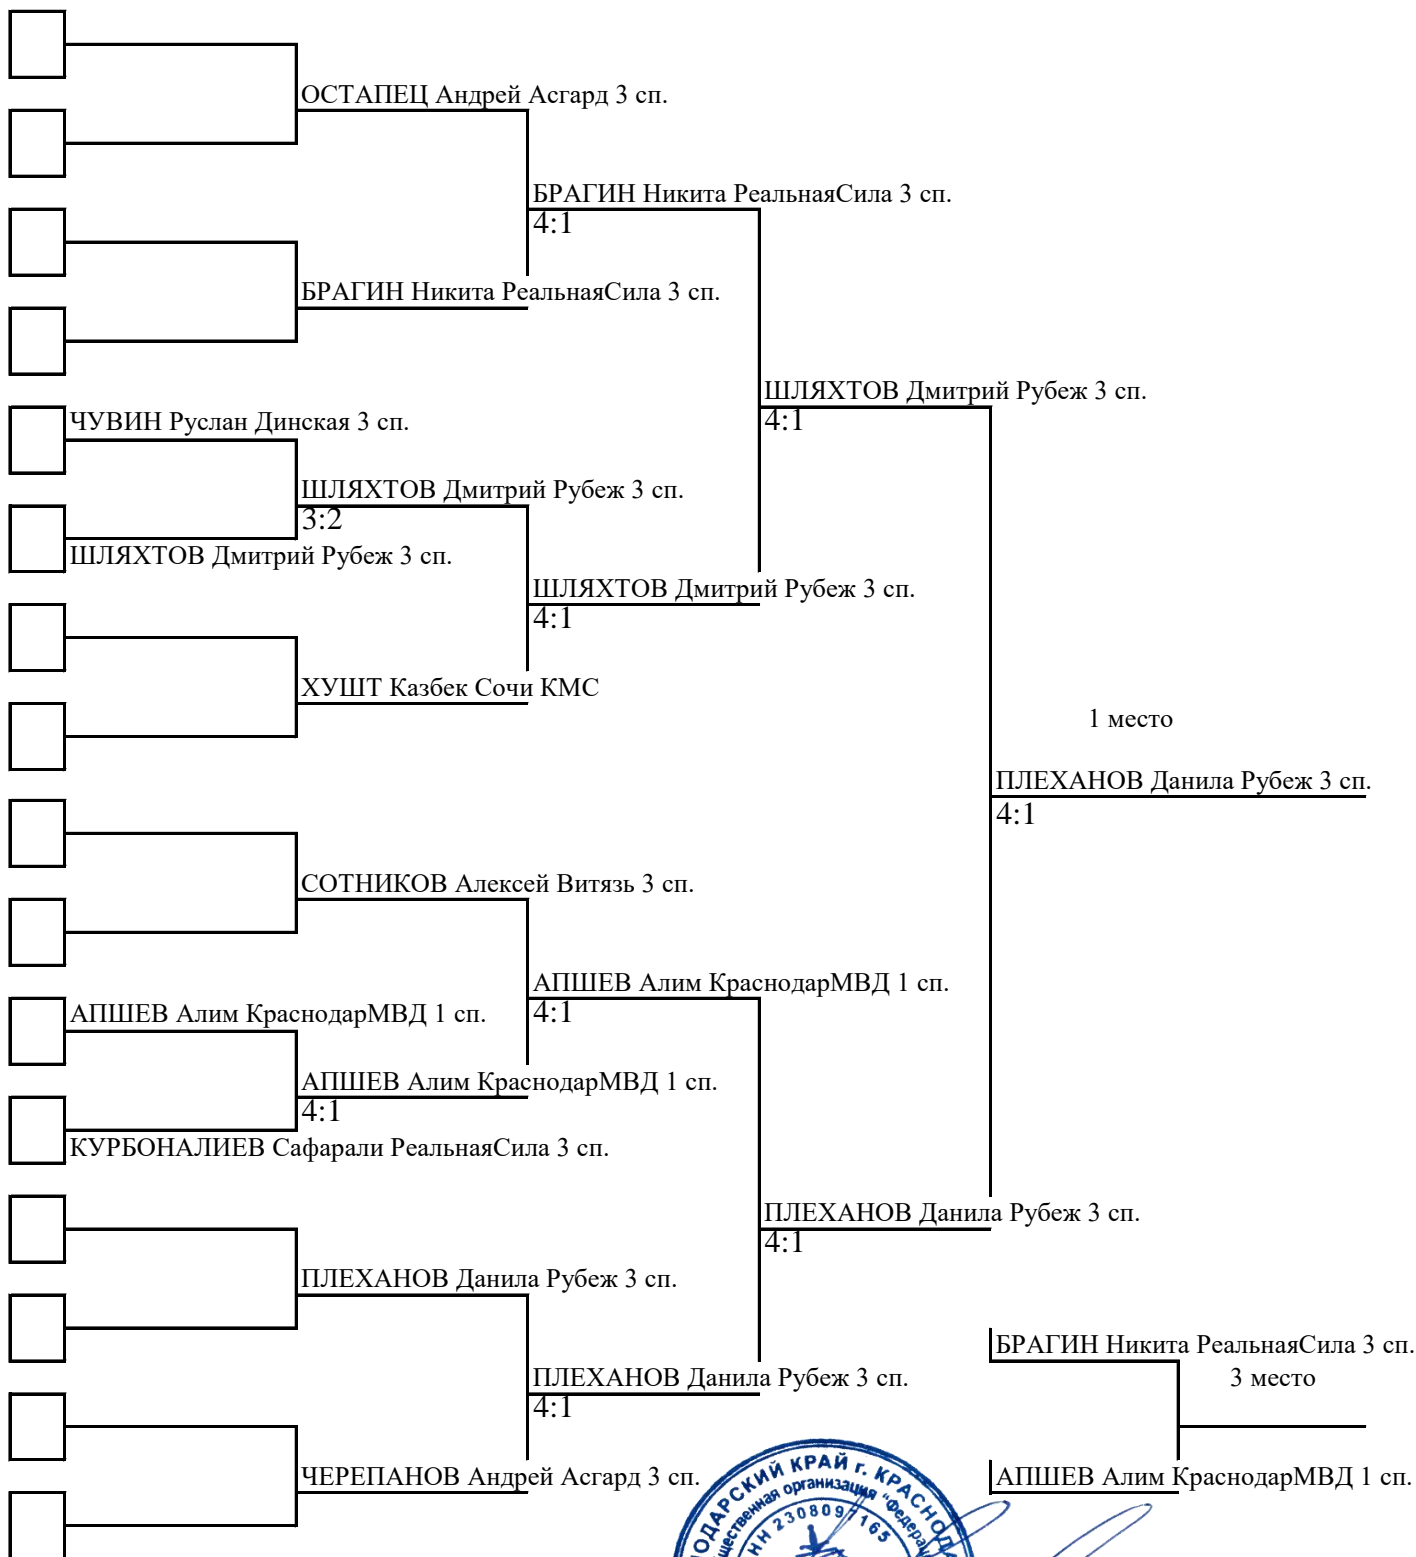 ОСТАПЕЦ Андрей Асгард 3 сп.
БРАГИН Никита РеальнаяСила 3 сп.
4:1
БРАГИН Никита РеальнаяСила 3 сп.
ШЛЯХТОВ Дмитрий Рубеж 3 сп.
4:1
ЧУВИН Руслан Динская 3 сп.
ШЛЯХТОВ Дмитрий Рубеж 3 сп.
3:2
ШЛЯХТОВ Дмитрий Рубеж 3 сп.
ШЛЯХТОВ Дмитрий Рубеж 3 сп.
4:1
ХУШТ Казбек Сочи КМС
1 место
ПЛЕХАНОВ Данила Рубеж 3 сп.
4:1
СОТНИКОВ Алексей Витязь 3 сп.
АПШЕВ Алим КраснодарМВД 1 сп.
4:1
АПШЕВ Алим КраснодарМВД 1 сп.
АПШЕВ Алим КраснодарМВД 1 сп.
4:1
КУРБОНАЛИЕВ Сафарали РеальнаяСила 3 сп.
ПЛЕХАНОВ Данила Рубеж 3 сп.
4:1
ПЛЕХАНОВ Данила Рубеж 3 сп.
БРАГИН Никита РеальнаяСила 3 сп.
3 место
ПЛЕХАНОВ Данила Рубеж 3 сп.
4:1
ЧЕРЕПАНОВ Андрей Асгард 3 сп.
АПШЕВ Алим КраснодарМВД 1 сп.
КРАЙ г.
организация
2308097165